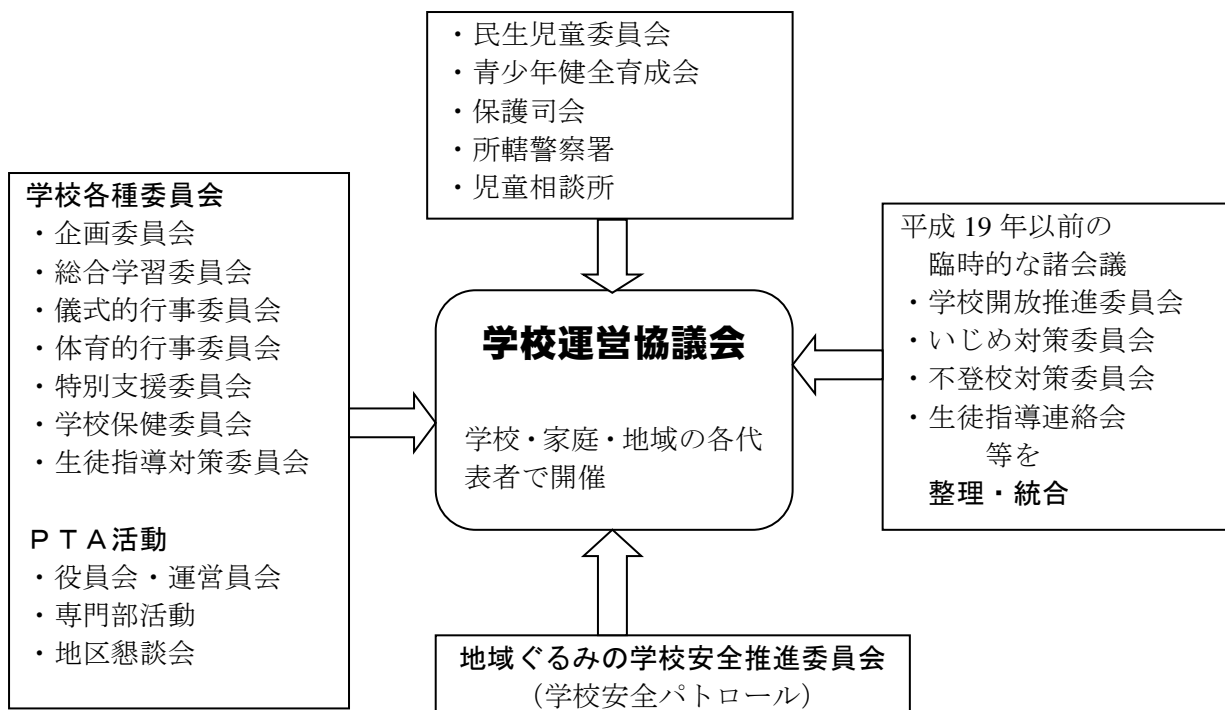 ・民生児童委員会
・青少年健全育成会
・保護司会
・所轄警察署
・児童相談所
学校各種委員会
・企画委員会
・総合学習委員会
・儀式的行事委員会
・体育的行事委員会
・特別支援委員会
・学校保健委員会
・生徒指導対策委員会
ＰＴＡ活動
・役員会・運営員会
・専門部活動
・地区懇談会
学校運営協議会
学校・家庭・地域の各代
表者で開催
平成 19 年以前の
臨時的な諸会議
・学校開放推進委員会
・いじめ対策委員会
・不登校対策委員会
・生徒指導連絡会
等を
整理・統合
地域ぐるみの学校安全推進委員会
（学校安全パトロール）